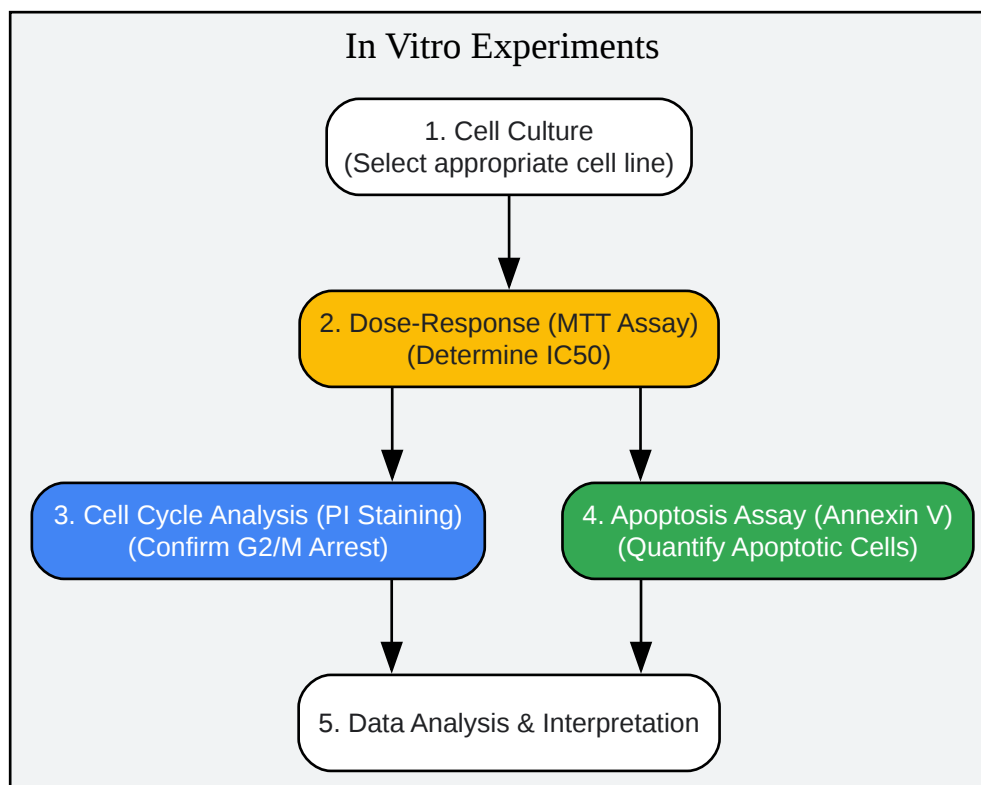 In Vitro Experiments
1. Cell Culture
(Select appropriate cell line)
2. Dose-Response (MTT Assay)
(Determine IC50)
3. Cell Cycle Analysis (PI Staining)
(Confirm G2/M Arrest)
4. Apoptosis Assay (Annexin V)
(Quantify Apoptotic Cells)
5. Data Analysis & Interpretation